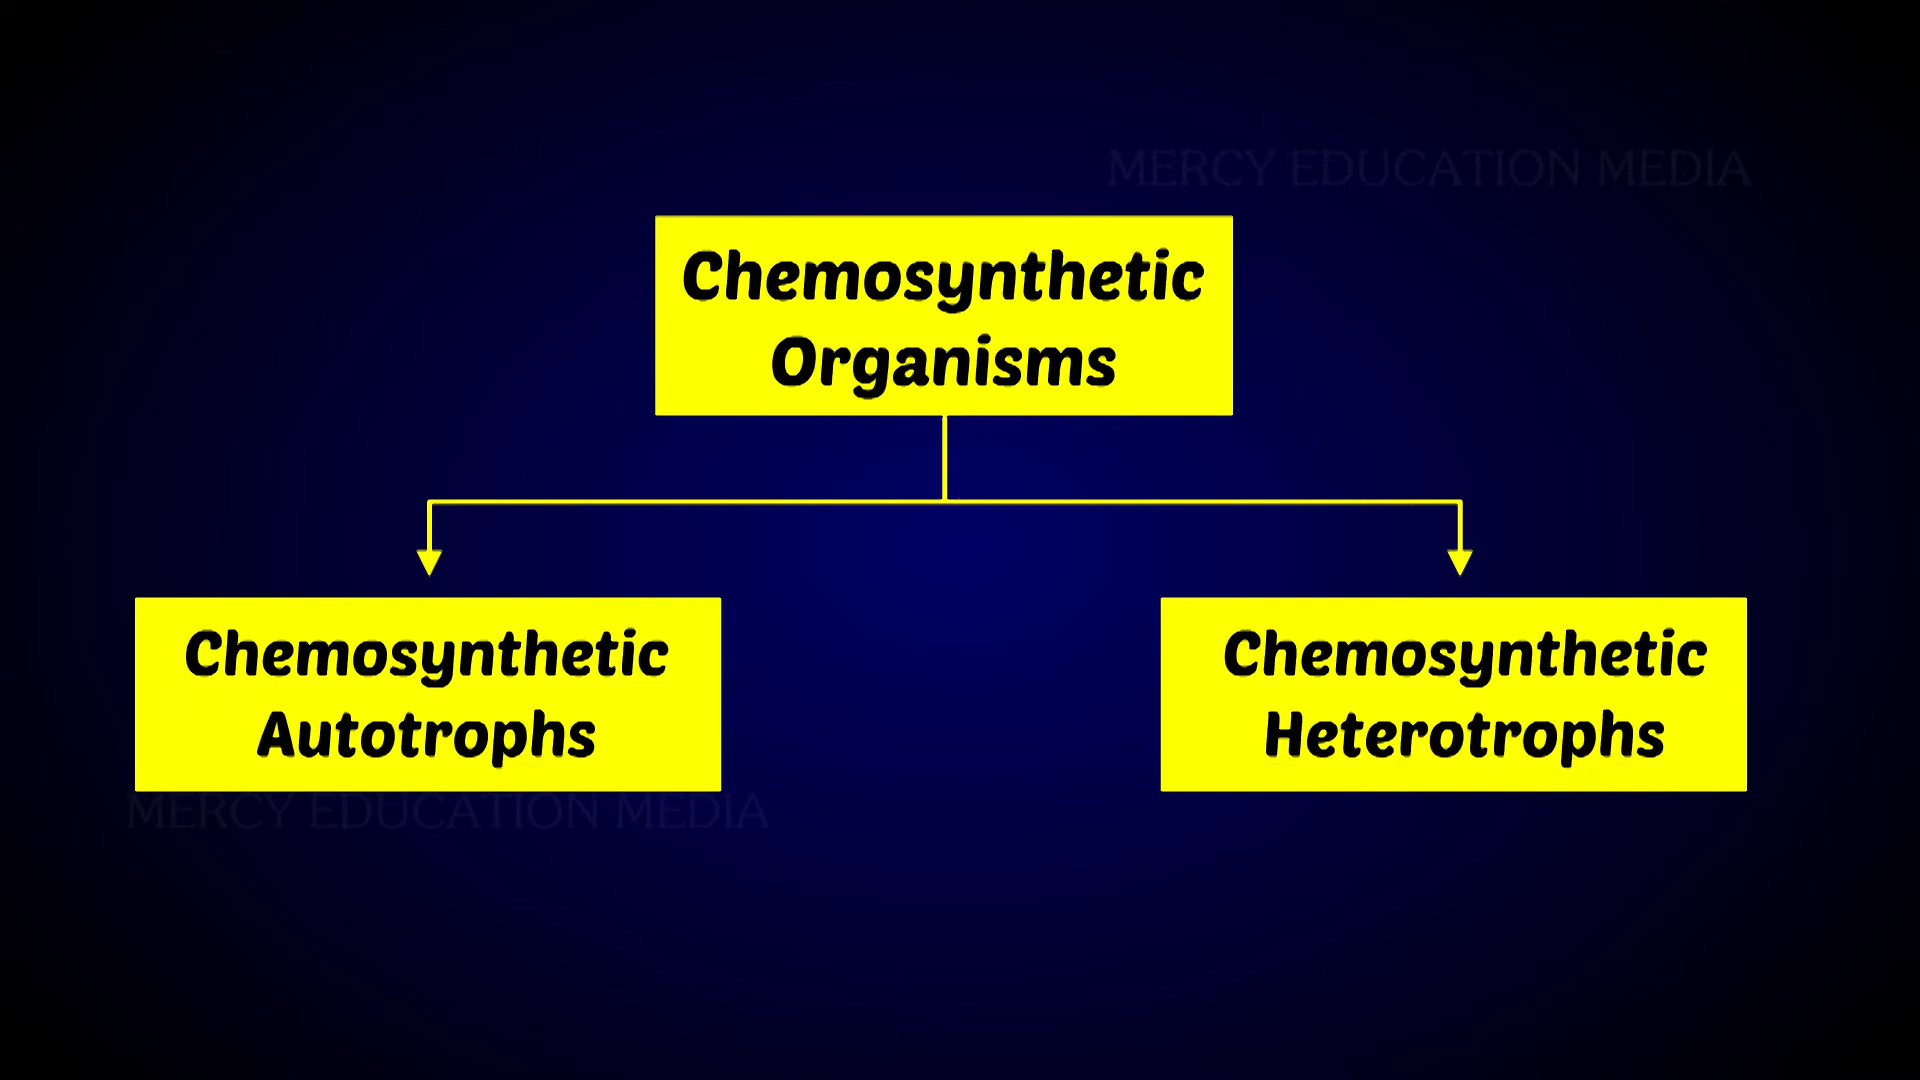 MERCY EDUCATION MEDIA
Chemosynthetic
Organisms
Chemosynthetic
Autotrophs
Chemosynthetic
Heterotrophs
MERCY EDUCATION MEDIA